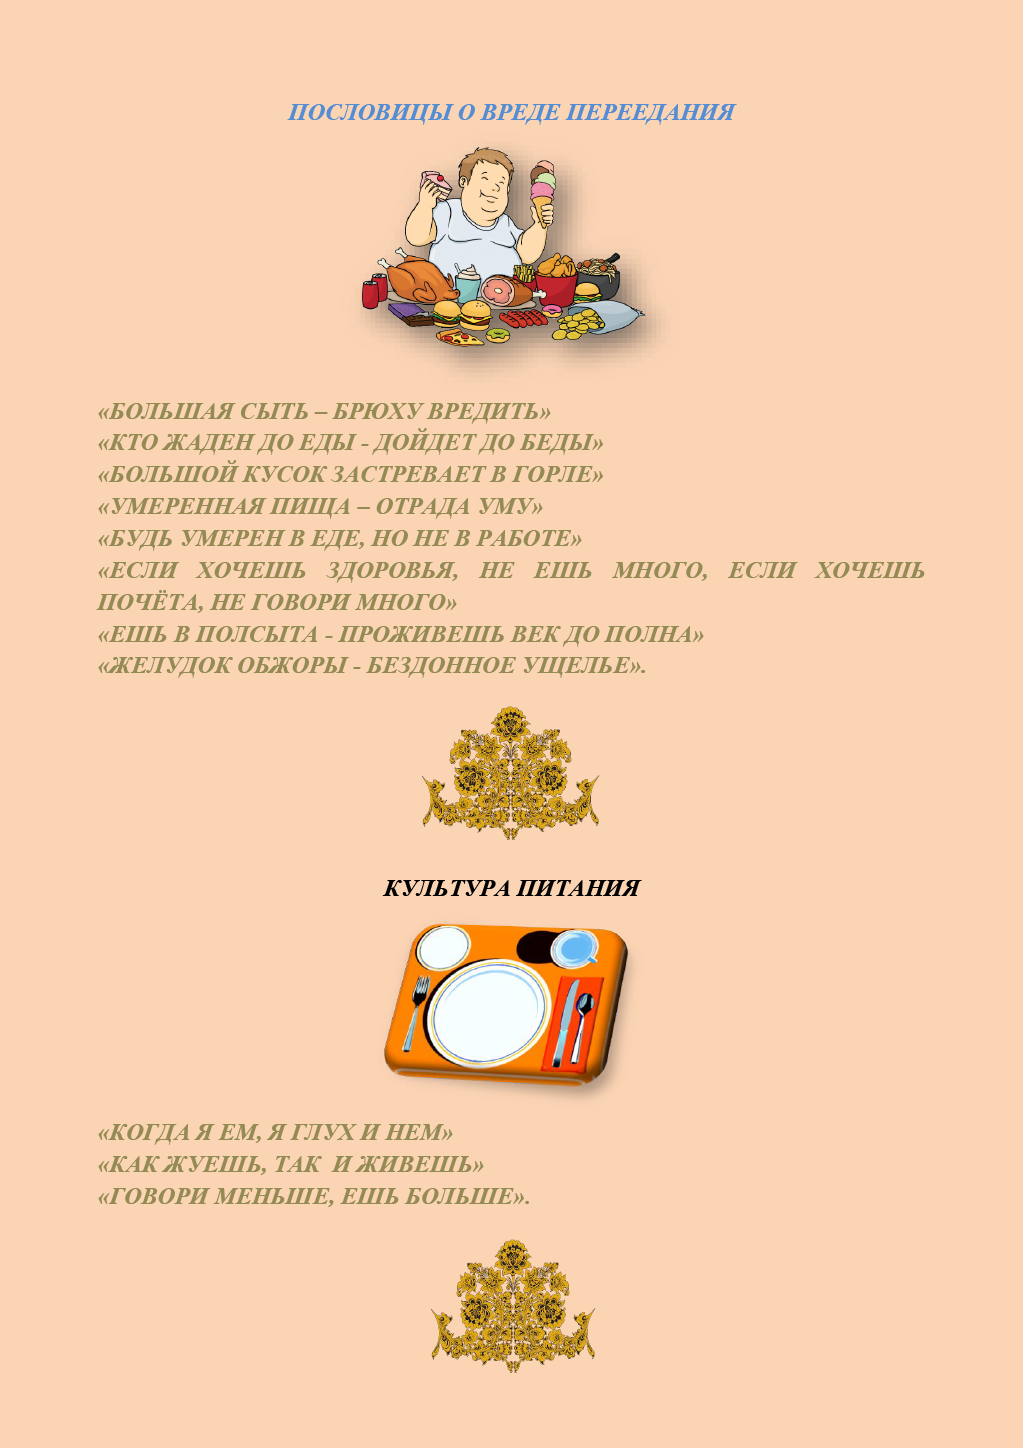 ПОСЛОВИЦЫ О ВРЕДЕ ПЕРЕЕДАНИЯ
«БОЛЬШАЯ СЫТЬ – БРЮХУ ВРЕДИТЬ»
«КТО ЖАДЕН ДО ЕДЫ - ДОЙДЕТ ДО БЕДЫ»
«БОЛЬШОЙ КУСОК ЗАСТРЕВАЕТ В ГОРЛЕ»
«УМЕРЕННАЯ ПИЩА – ОТРАДА УМУ»
«БУДЬ УМЕРЕН В ЕДЕ, НО НЕ В РАБОТЕ»
«ЕСЛИ ХОЧЕШЬ ЗДОРОВЬЯ, НЕ ЕШЬ МНОГО, ЕСЛИ ХОЧЕШЬ
ПОЧЁТА, НЕ ГОВОРИ МНОГО»
«ЕШЬ В ПОЛСЫТА - ПРОЖИВЕШЬ ВЕК ДО ПОЛНА»
«ЖЕЛУДОК ОБЖОРЫ - БЕЗДОННОЕ УЩЕЛЬЕ».
КУЛЬТУРА ПИТАНИЯ
«КОГДА Я ЕМ, Я ГЛУХ И НЕМ»
«КАК ЖУЕШЬ, ТАК И ЖИВЕШЬ»
«ГОВОРИ МЕНЬШЕ, ЕШЬ БОЛЬШЕ».